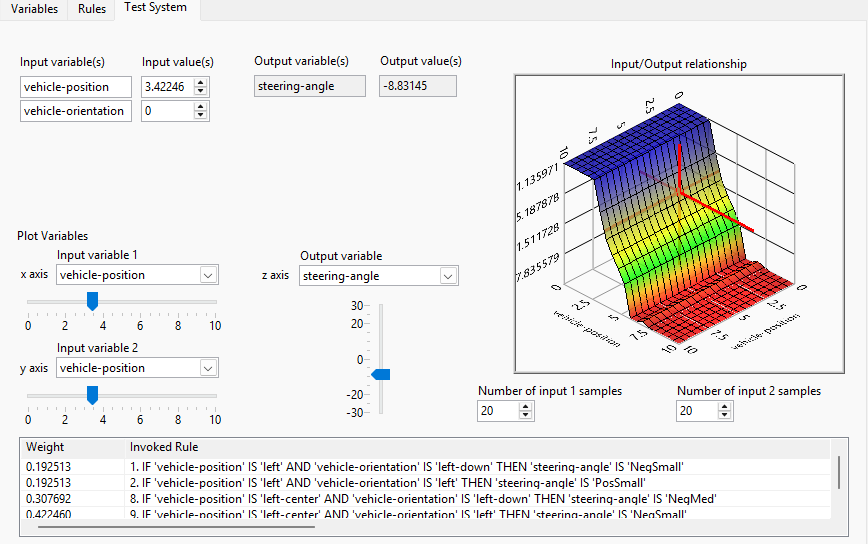 Variables Rules Test System
Input variable(s) Input value(s) Output variable(s) Output value(s)
vehicle-position 3.42246 steering-angle -8.83145
vehicle-orientation 0
Input/Output relationship
0
2.5
5
7.5
10
1.135971
5.187878
1.511728
7.835579
0
2.5
5
7.5
10
vehicle-position
0
2.5
5
7.5
10
vehicle-position
Plot Variables
Input variable 1
x axis vehicle-position
0 2 4 6 8 10
Input variable 2
y axis vehicle-position
0 2 4 6 8 10
Output variable
z axis steering-angle
30
20
0
-20
-30
Number of input 1 samples Number of input 2 samples
20 20
Weight Invoked Rule
0.192513 1. IF 'vehicle-position' IS 'left' AND 'vehicle-orientation' IS 'left-down' THEN 'steering-angle' IS 'NegSmall'
0.192513 2. IF 'vehicle-position' IS 'left' AND 'vehicle-orientation' IS 'left' THEN 'steering-angle' IS 'PosSmall'
0.307692 8. IF 'vehicle-position' IS 'left-center' AND 'vehicle-orientation' IS 'left-down' THEN 'steering-angle' IS 'NegMed'
0.422460 9. IF 'vehicle-position' IS 'left-center' AND 'vehicle-orientation' IS 'left' THEN 'steering-angle' IS 'NegSmall'